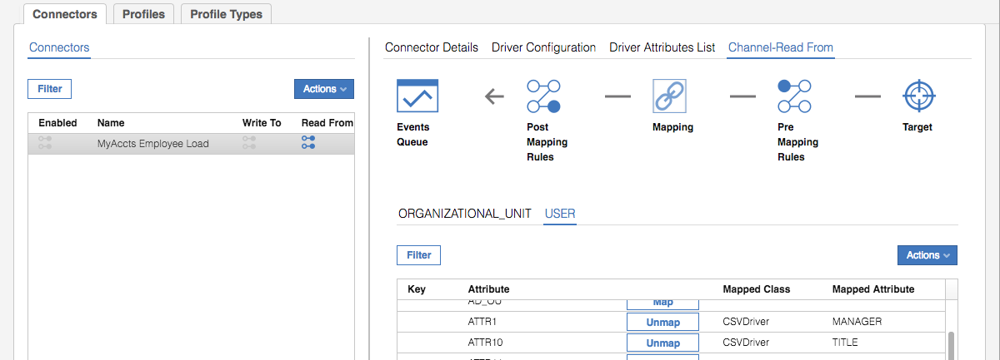 Connectors Profiles Profile Types
Connectors
Filter Actions
Enabled Name Write To Read From
MyAccts Employee Load
Connector Details Driver Configuration Driver Attributes List Channel-Read From
Events Queue
Post Mapping Rules
Mapping
Pre Mapping Rules
Target
ORGANIZATIONAL_UNIT USER
Filter Actions
Key Attribute Mapped Class Mapped Attribute
AD_OU Map
ATTR1 Unmap CSVDriver MANAGER
ATTR10 Unmap CSVDriver TITLE